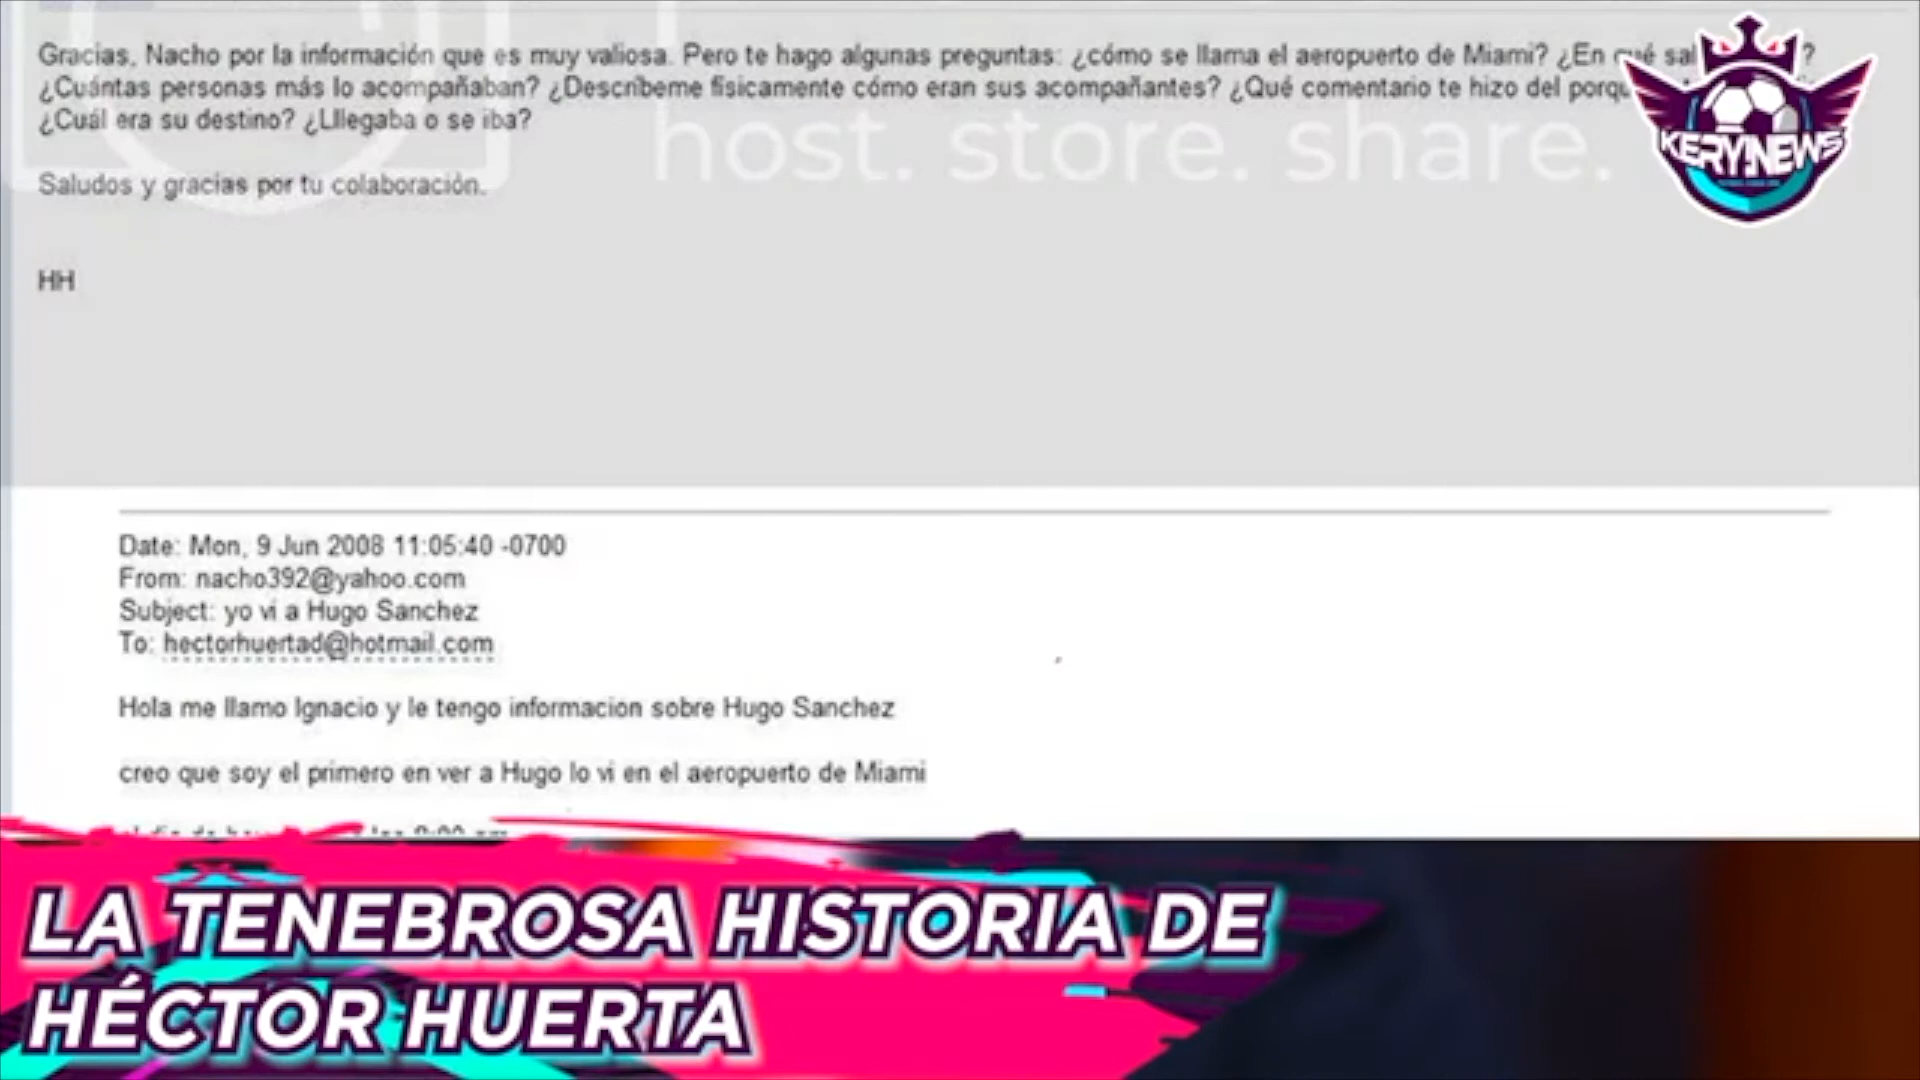 Gracias, Nacho por la información que es muy valiosa. Pero te hago algunas preguntas: ¿cómo se llama el aeropuerto de Miami? ¿En qué
¿Cuántas personas más lo acompañaban? ¿Descríbeme físicamente cómo eran sus acompañantes? ¿Qué comentario te hizo del
¿Cuál era su destino? ¿Lllegaba o se iba?
host. store. share.
KERY NEWS
Saludos y gracias por tu colaboración.
HH
Date: Mon, 9 Jun 2008 11:05:40 -0700
From: nacho392@yahoo.com
Subject: yo vi a Hugo Sanchez
To: hectorhuertad@hotmail.com
Hola me llamo Ignacio y le tengo informacion sobre Hugo Sanchez
creo que soy el primero en ver a Hugo lo vi en el aeropuerto de Miami
LA TENEBROSA HISTORIA DE
HÉCTOR HUERTA